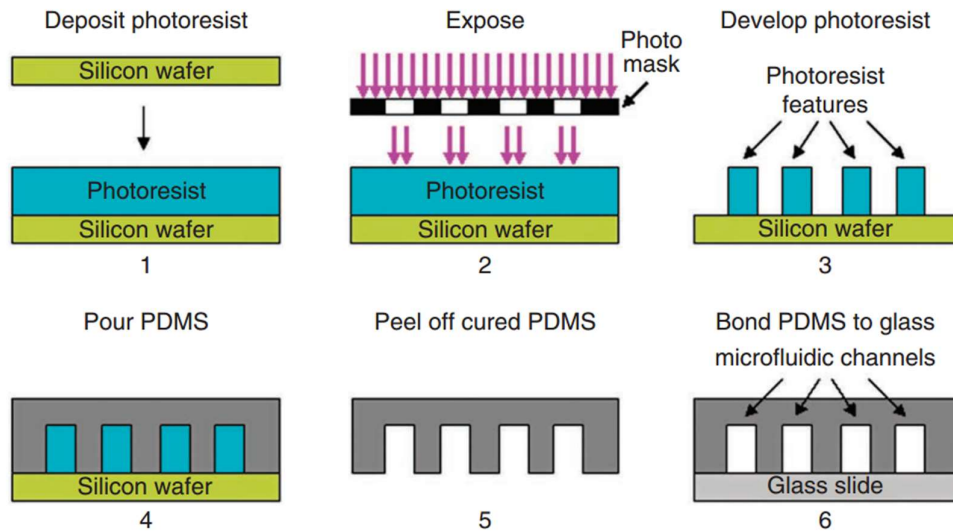 Deposit photoresist
Silicon wafer
Photoresist
Silicon wafer
1
Expose
Photo
mask
Photoresist
Silicon wafer
2
Develop photoresist
Photoresist
features
Silicon wafer
3
Pour PDMS
Silicon wafer
4
Peel off cured PDMS
5
Bond PDMS to glass
microfluidic channels
Glass slide
6